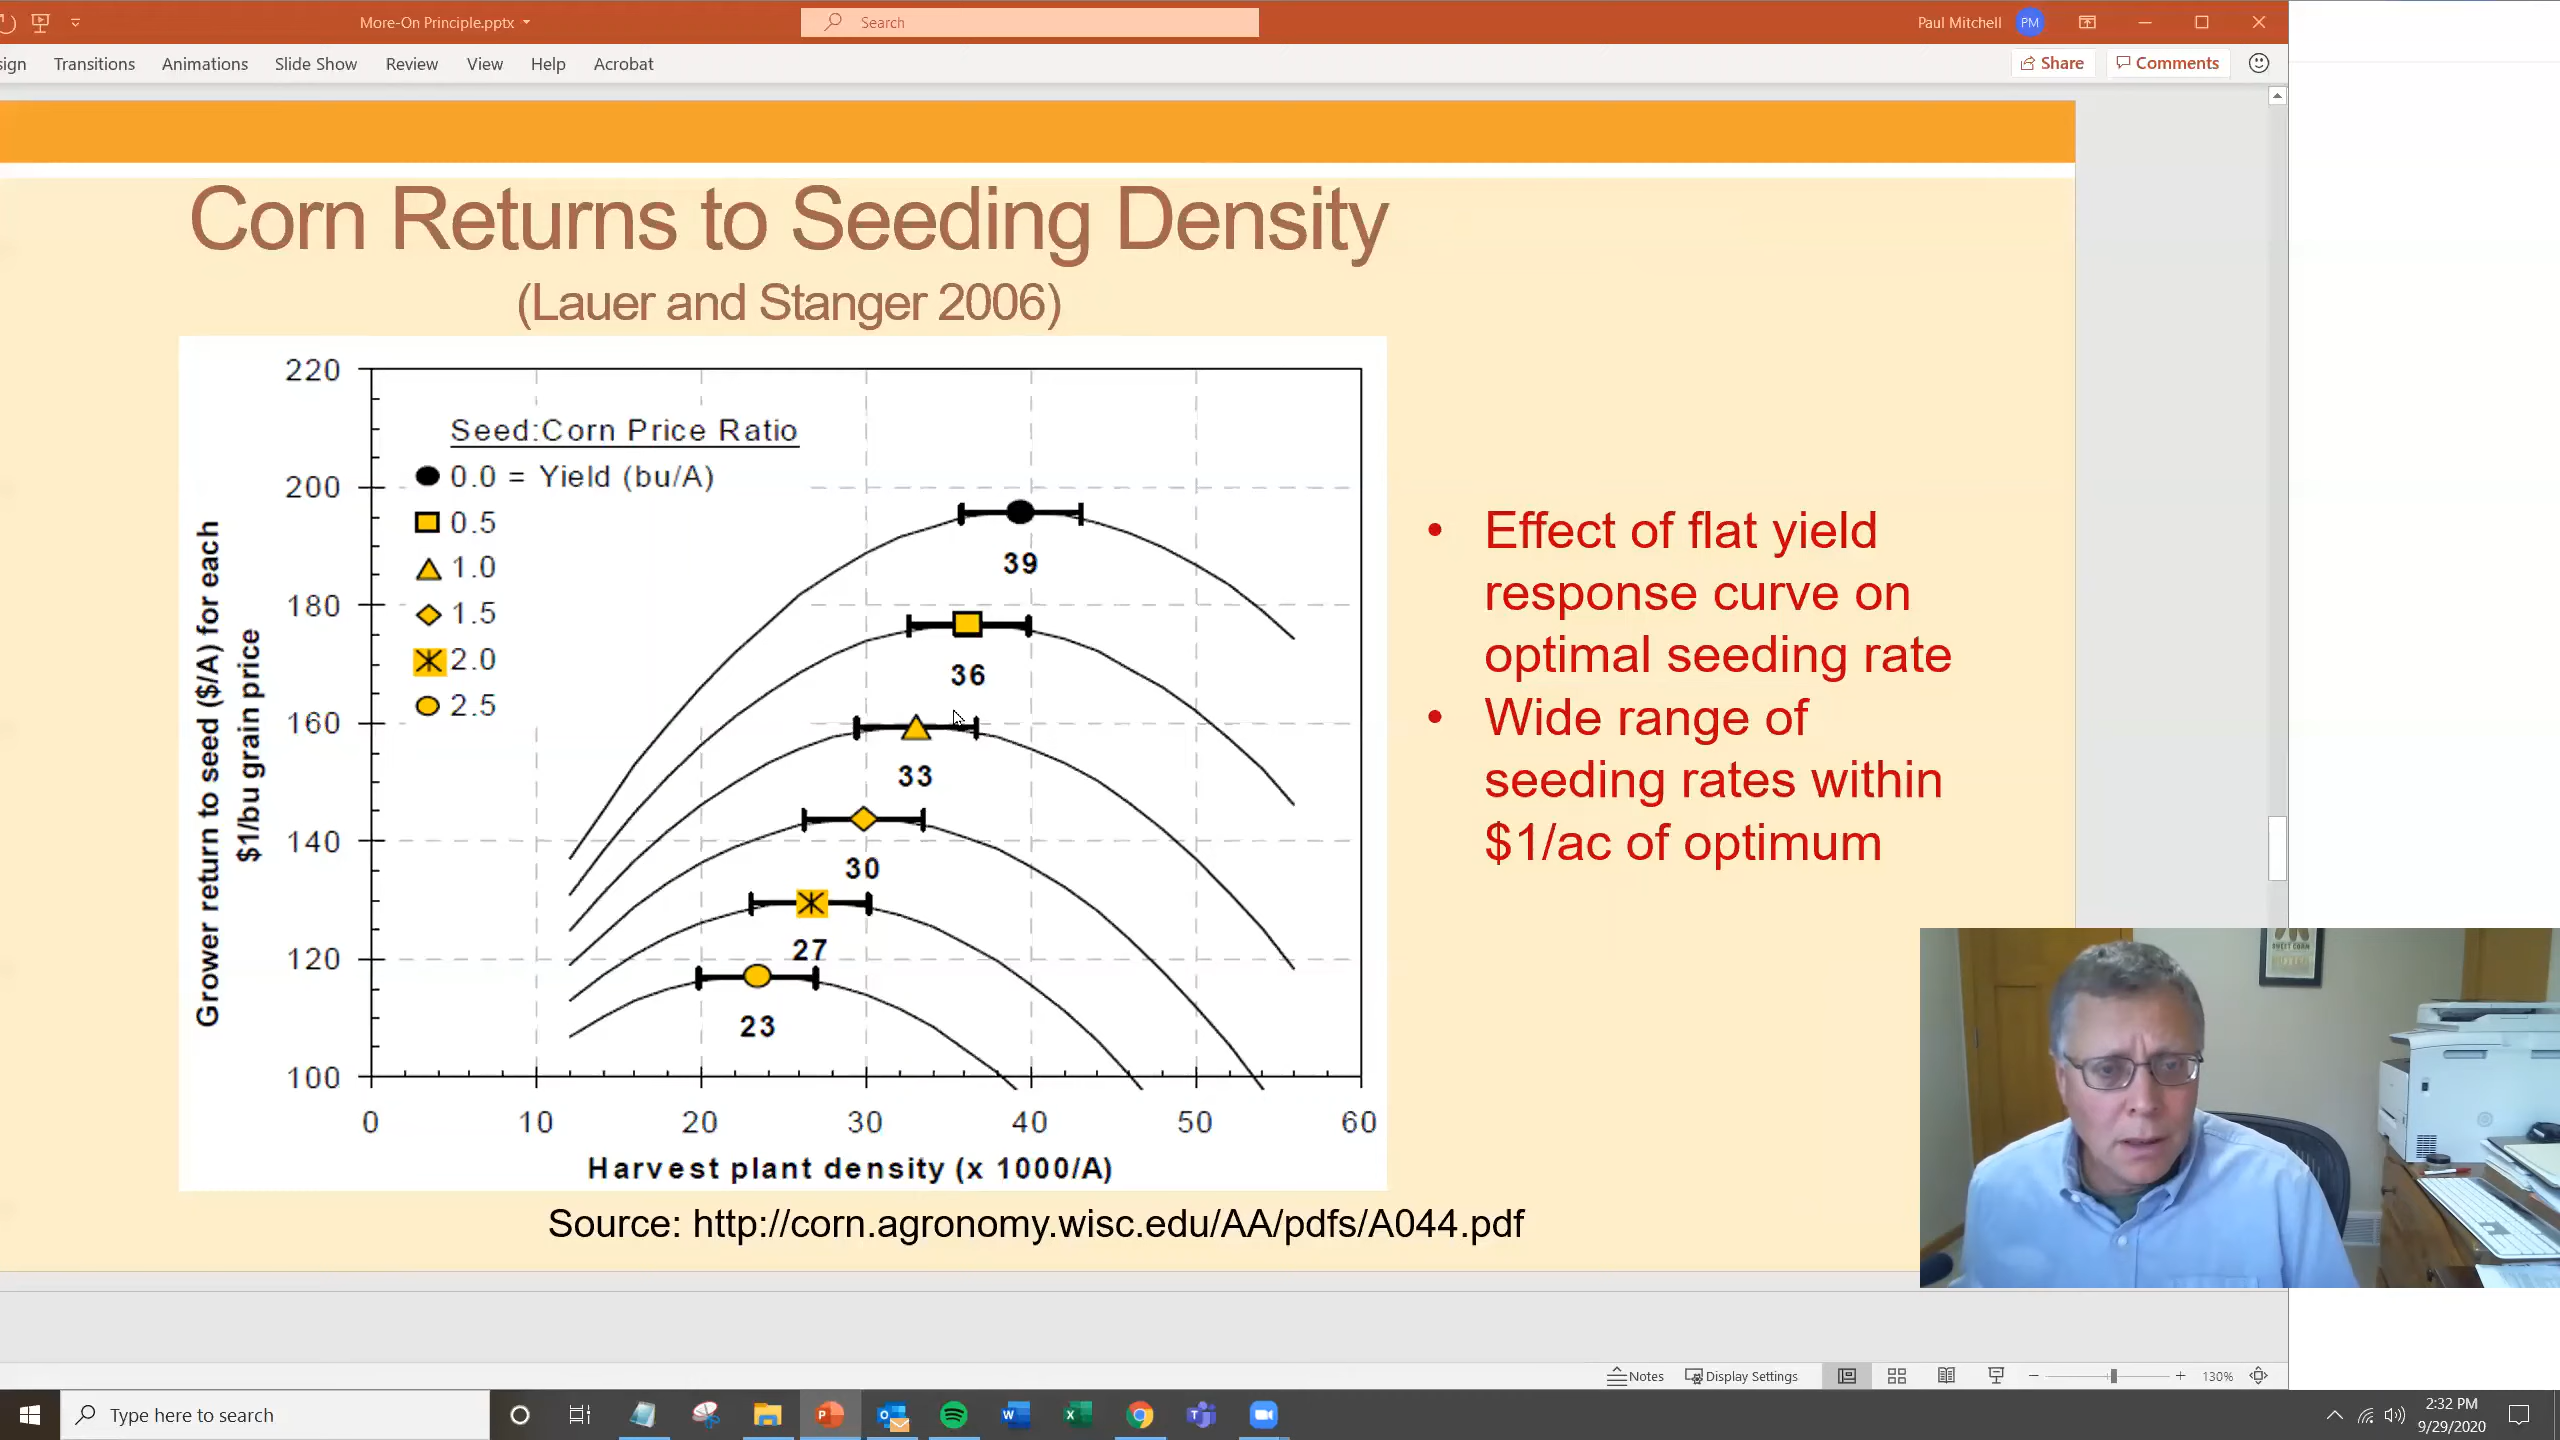 More-On Principle.pptx
Search
Paul Mitchell PM
sign Transitions Animations Slide Show Review View Help Acrobat
Share Comments
Corn Returns to Seeding Density
(Lauer and Stanger 2006)
Grower return to seed ($/A) for each
$1/bu grain price
220
200
180
160
140
120
100
Seed:Corn Price Ratio
0.0 = Yield (bu/A)
0.5
1.0
1.5
2.0
2.5
39
36
33
30
27
23
0 10 20 30 40 50 60
Harvest plant density (x 1000/A)
• Effect of flat yield
response curve on
optimal seeding rate
• Wide range of
seeding rates within
$1/ac of optimum
Source: http://corn.agronomy.wisc.edu/AA/pdfs/A044.pdf
SWEET CORN
Notes Display Settings 130%
Type here to search
2:32 PM
9/29/2020